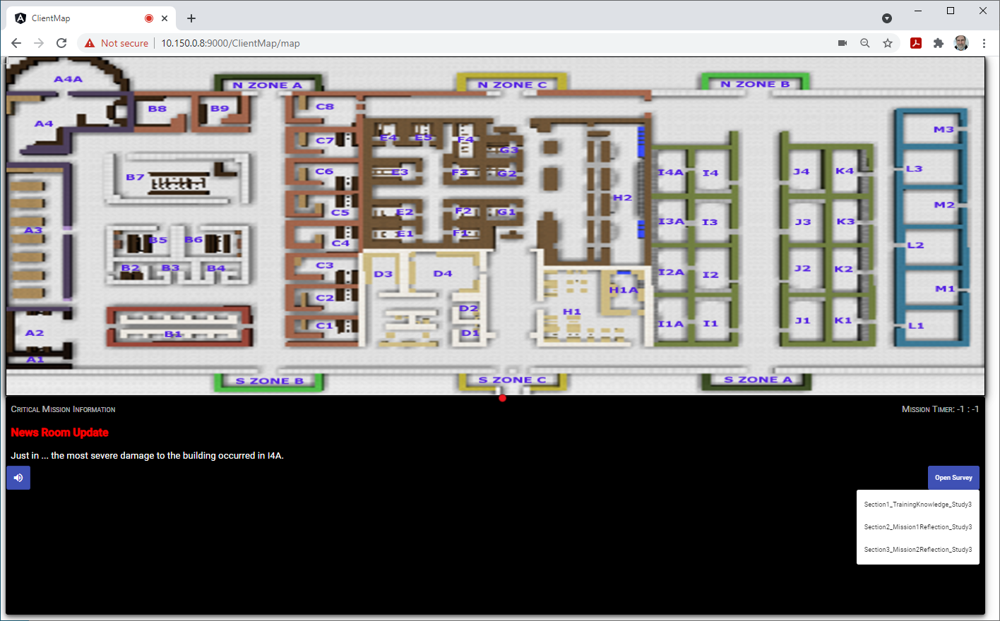 ClientMap
Not secure
10.150.0.8:9000/ClientMap/map
A4A
N ZONE A
N ZONE C
N ZONE B
B8
B9
C8
A4
C7
E4
E5
F4
G3
M3
B7
C6
E3
F3
G2
I4A
I4
J4
K4
L3
H2
C5
E2
F2
G1
M2
A3
B5
B6
C4
E1
F1
I3A
I3
J3
K3
L2
B2
B3
B4
C3
D3
D4
I2A
I2
J2
K2
C2
D2
H1A
M1
A2
B1
C1
D1
H1
I1A
I1
J1
K1
L1
A1
S ZONE B
S ZONE C
S ZONE A
Critical Mission Information
Mission Timer: -1 : -1
News Room Update
Just in ... the most severe damage to the building occurred in I4A.
Open Survey
Section1_TrainingKnowledge_Study3
Section2_Mission1Reflection_Study3
Section3_Mission2Reflection_Study3